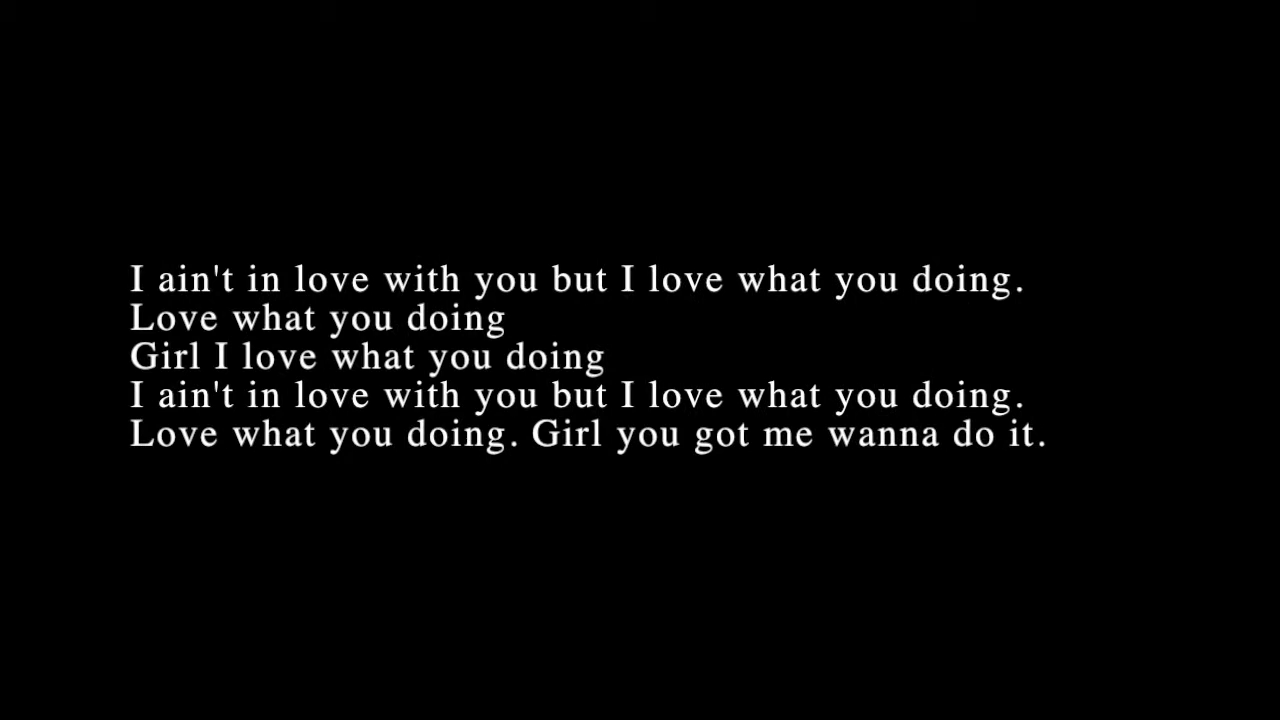 I ain't in love with you but I love what you doing.
Love what you doing
Girl I love what you doing
I ain't in love with you but I love what you doing.
Love what you doing. Girl you got me wanna do it.